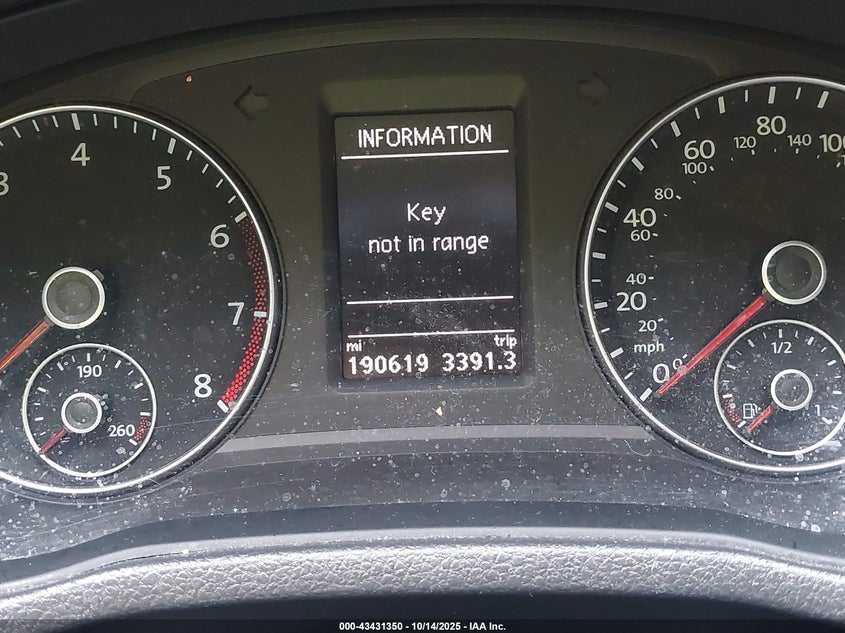 INFORMATION
Key
not in range
mi trip
190619 3391.3
3 4 5 6 7 8
190 260
0 20 40 60 80 100
20 40 60 80 100 120 140
mph
1/2 1
000-43431350 | 10/14/2025 - IAA Inc.